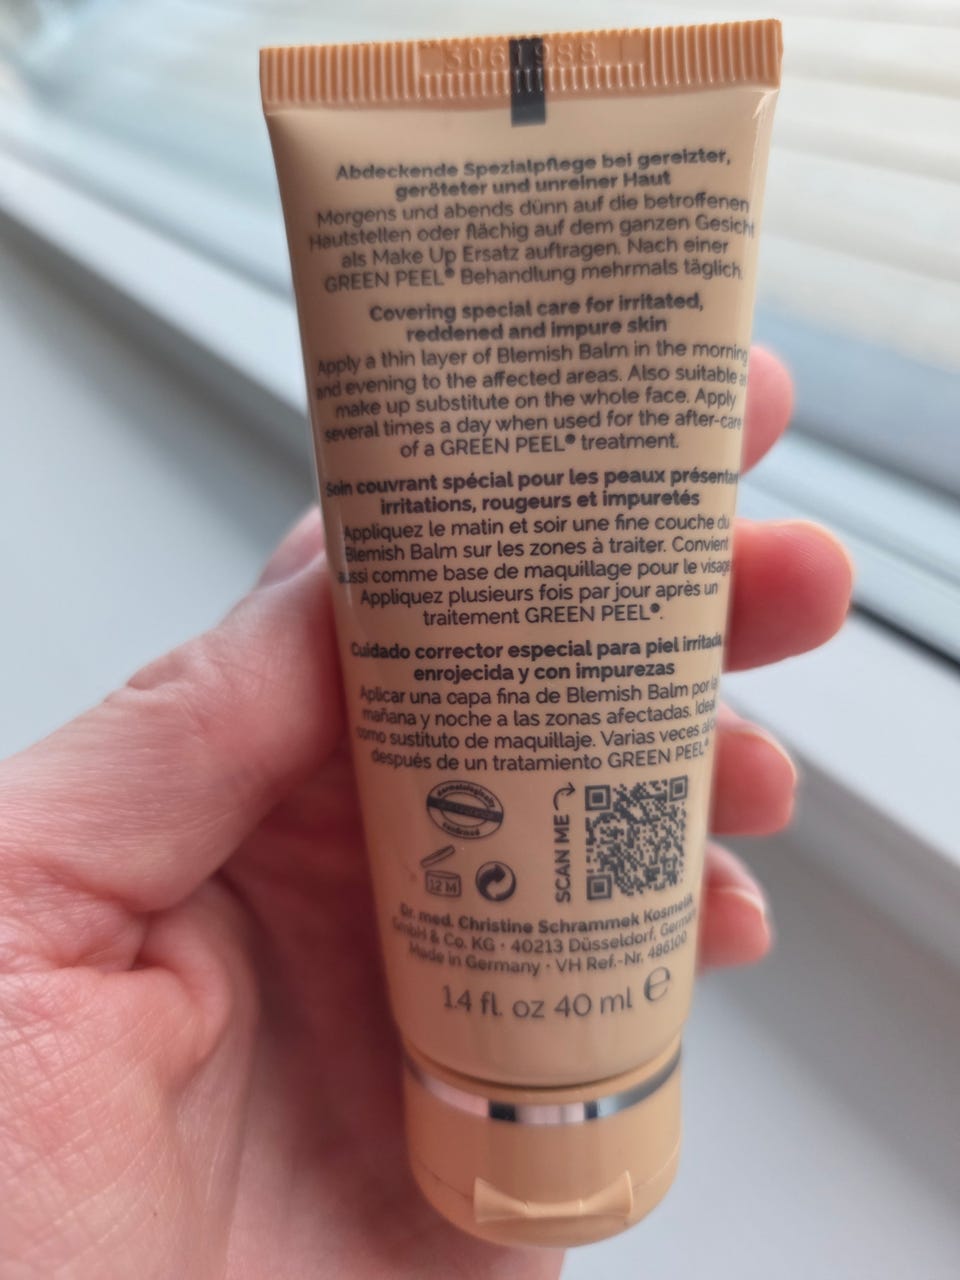 3061988
Abdeckende Spezialpflege bei gereizter,
geröteter und unreiner Haut
Morgens und abends dünn auf die betroffenen
Hautstellen oder flächig auf dem ganzen Gesicht
als Make Up Ersatz auftragen. Nach einer
GREEN PEEL® Behandlung mehrmals täglich.
Covering special care for irritated,
reddened and impure skin
Apply a thin layer of Blemish Balm in the morning
and evening to the affected areas. Also suitable as
make up substitute on the whole face. Apply
several times a day when used for the after-care
of a GREEN PEEL® treatment.
Soin couvrant spécial pour les peaux présentant
irritations, rougeurs et impuretés
Appliquez le matin et soir une fine couche du
Blemish Balm sur les zones à traiter. Convient
aussi comme base de maquillage pour le visage.
Appliquez plusieurs fois par jour après un
traitement GREEN PEEL®.
Cuidado corrector especial para piel irritada,
enrojecida y con impurezas
Aplicar una capa fina de Blemish Balm por la
mañana y noche a las zonas afectadas. Ideal
como sustituto de maquillaje. Varias veces al
después de un tratamiento GREEN PEEL®
dermatologically
confirmed
SCAN ME
12 M
Dr. med. Christine Schrammek Kosmetik
GmbH & Co. KG · 40213 Düsseldorf, Germany
Made in Germany · VH Ref.-Nr. 486100
1.4 fl. oz 40 ml e